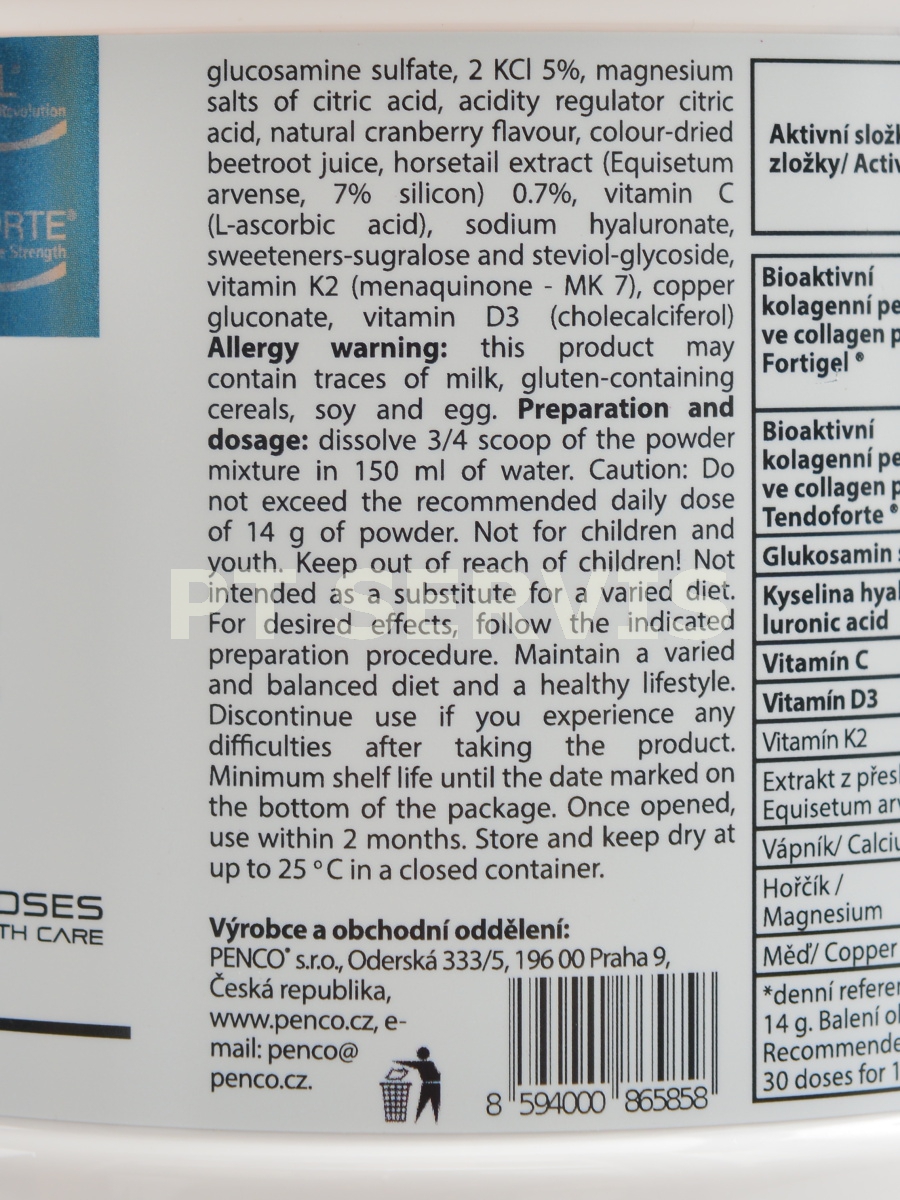 L®
Revolution
ORTE®
Strength
OSES
TH CARE
glucosamine sulfate, 2 KCl 5%, magnesium
salts of citric acid, acidity regulator citric
acid, natural cranberry flavour, colour-dried
beetroot juice, horsetail extract (Equisetum
arvense, 7% silicon) 0.7%, vitamin C
(L-ascorbic acid), sodium hyaluronate,
sweeteners-sugralose and steviol-glycoside,
vitamin K2 (menaquinone - MK 7), copper
gluconate, vitamin D3 (cholecalciferol)
Allergy warning: this product may
contain traces of milk, gluten-containing
cereals, soy and egg. Preparation and
dosage: dissolve 3/4 scoop of the powder
mixture in 150 ml of water. Caution: Do
not exceed the recommended daily dose
of 14 g of powder. Not for children and
youth. Keep out of reach of children! Not
intended as a substitute for a varied diet.
For desired effects, follow the indicated
preparation procedure. Maintain a varied
and balanced diet and a healthy lifestyle.
Discontinue use if you experience any
difficulties after taking the product.
Minimum shelf life until the date marked on
the bottom of the package. Once opened,
use within 2 months. Store and keep dry at
up to 25 °C in a closed container.
PT SERVIS
Výrobce a obchodní oddělení:
PENCO® s.r.o., Oderská 333/5, 196 00 Praha 9,
Česká republika,
www.penco.cz, e-
mail: penco@
penco.cz.
8 594000 865858
Aktivní slož
zložky/ Activ
Bioaktivní
kolagenní pe
ve collagen p
Fortigel ®
Bioaktivní
kolagenní pe
ve collagen p
Tendoforte ®
Glukosamin s
Kyselina hyal
luronic acid
Vitamín C
Vitamín D3
Vitamín K2
Extrakt z přesl
Equisetum arv
Vápník/ Calciu
Hořčík /
Magnesium
Měď/ Copper
*denní referen
14 g. Balení ob
Recommende
30 doses for 1